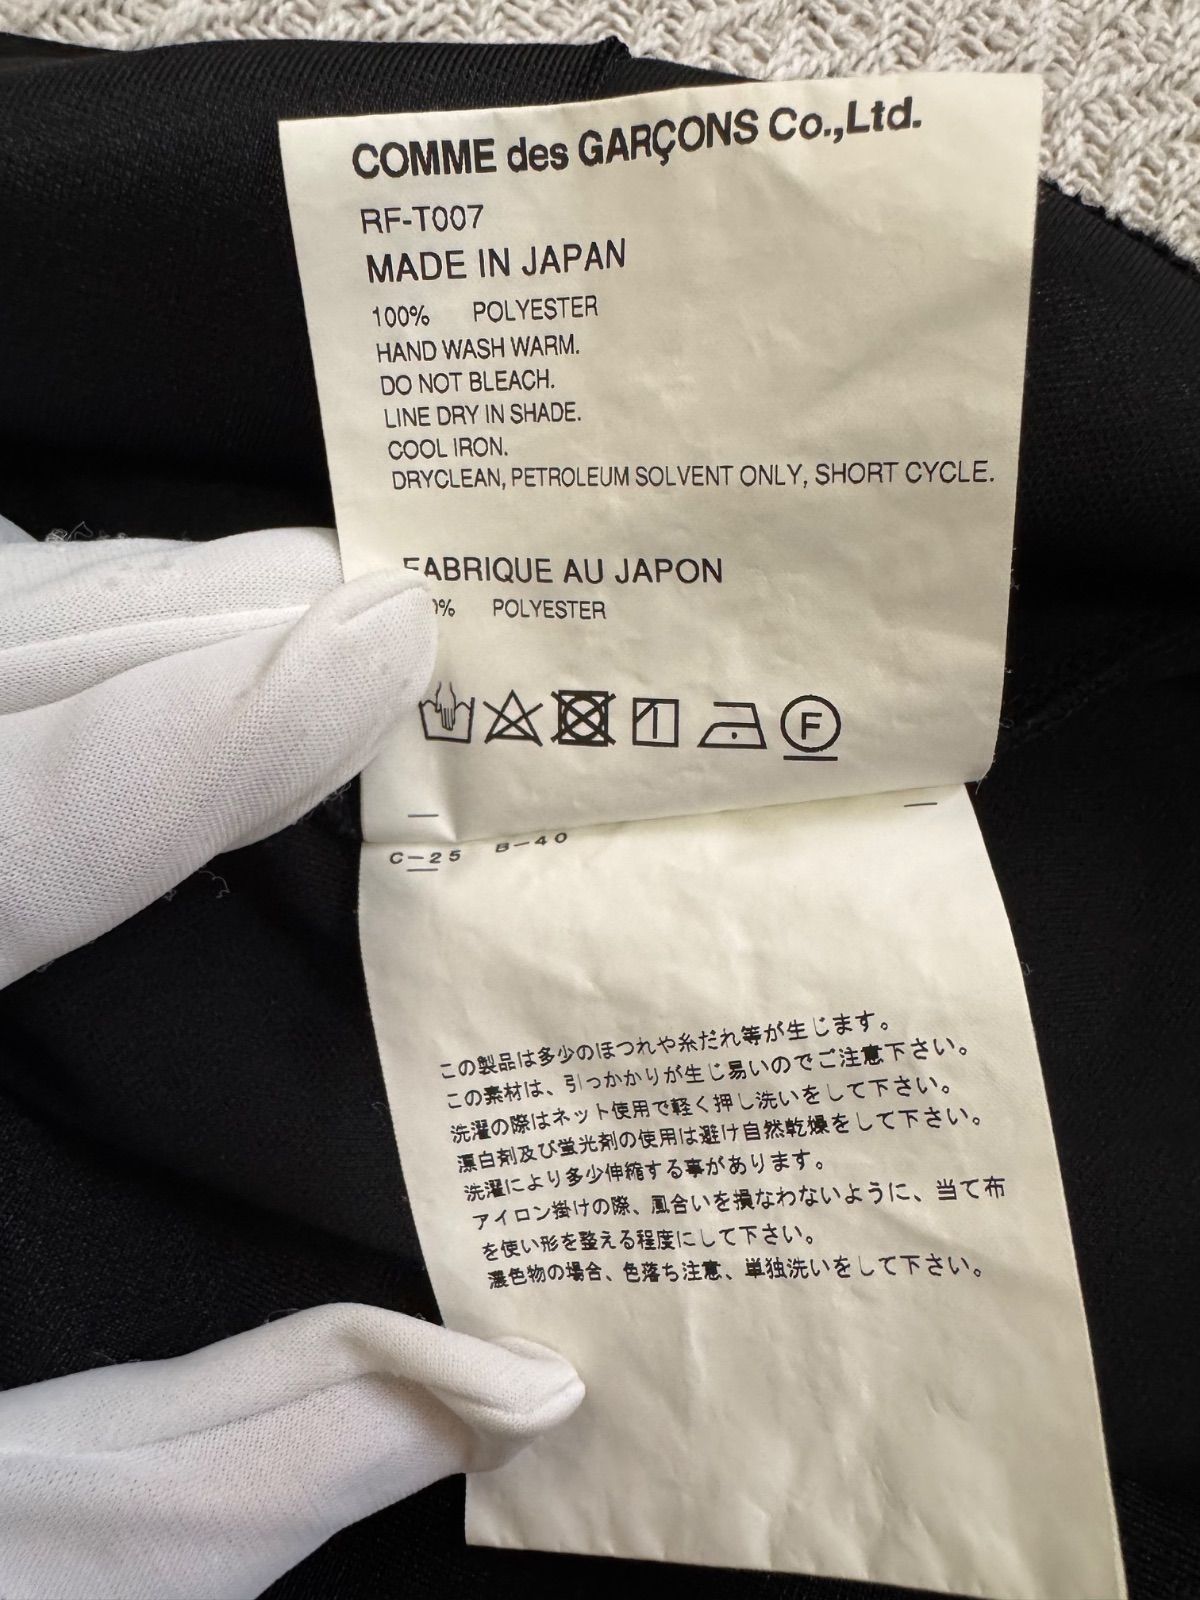 COMME des GARÇONS Co.,Ltd.
RF-T007
MADE IN JAPAN
100% POLYESTER
HAND WASH WARM.
DO NOT BLEACH.
LINE DRY IN SHADE.
COOL IRON.
DRYCLEAN, PETROLEUM SOLVENT ONLY, SHORT CYCLE.
FABRIQUE AU JAPON
0% POLYESTER
F
C-25 B-40
この製品は多少のほつれや糸だれ等が生じます。
この素材は、引っかかりが生じ易いのでご注意下さい。
洗濯の際はネット使用で軽く押し洗いをして下さい。
漂白剤及び蛍光剤の使用は避け自然乾燥をして下さい。
洗濯により多少伸縮する事があります。
アイロン掛けの際、風合いを損なわないように、当て布
を使い形を整える程度にして下さい。
濃色物の場合、色落ち注意、単独洗いをして下さい。